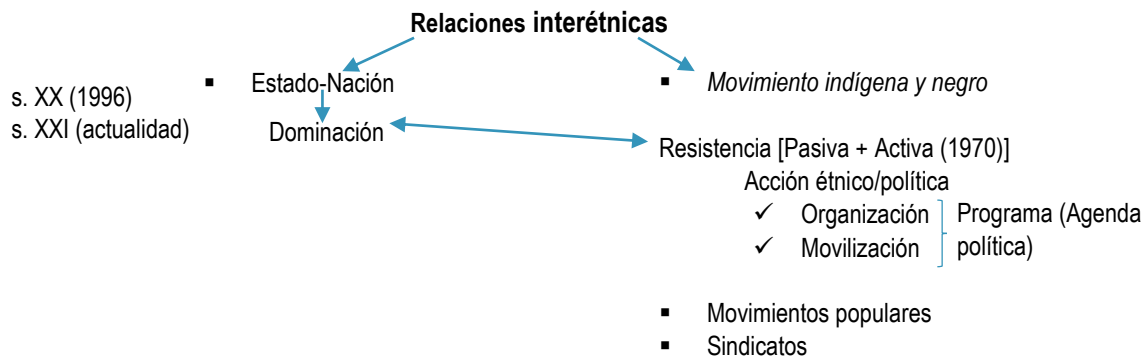 Relaciones interétnicas
▪ Estado-Nación
▪ Movimiento indígena y negro
s. XX (1996)
s. XXI (actualidad)
Dominación
Resistencia [Pasiva + Activa (1970)]
Acción étnico/política
✓ Organización
✓ Movilización
Programa (Agenda
política)
▪ Movimientos populares
▪ Sindicatos